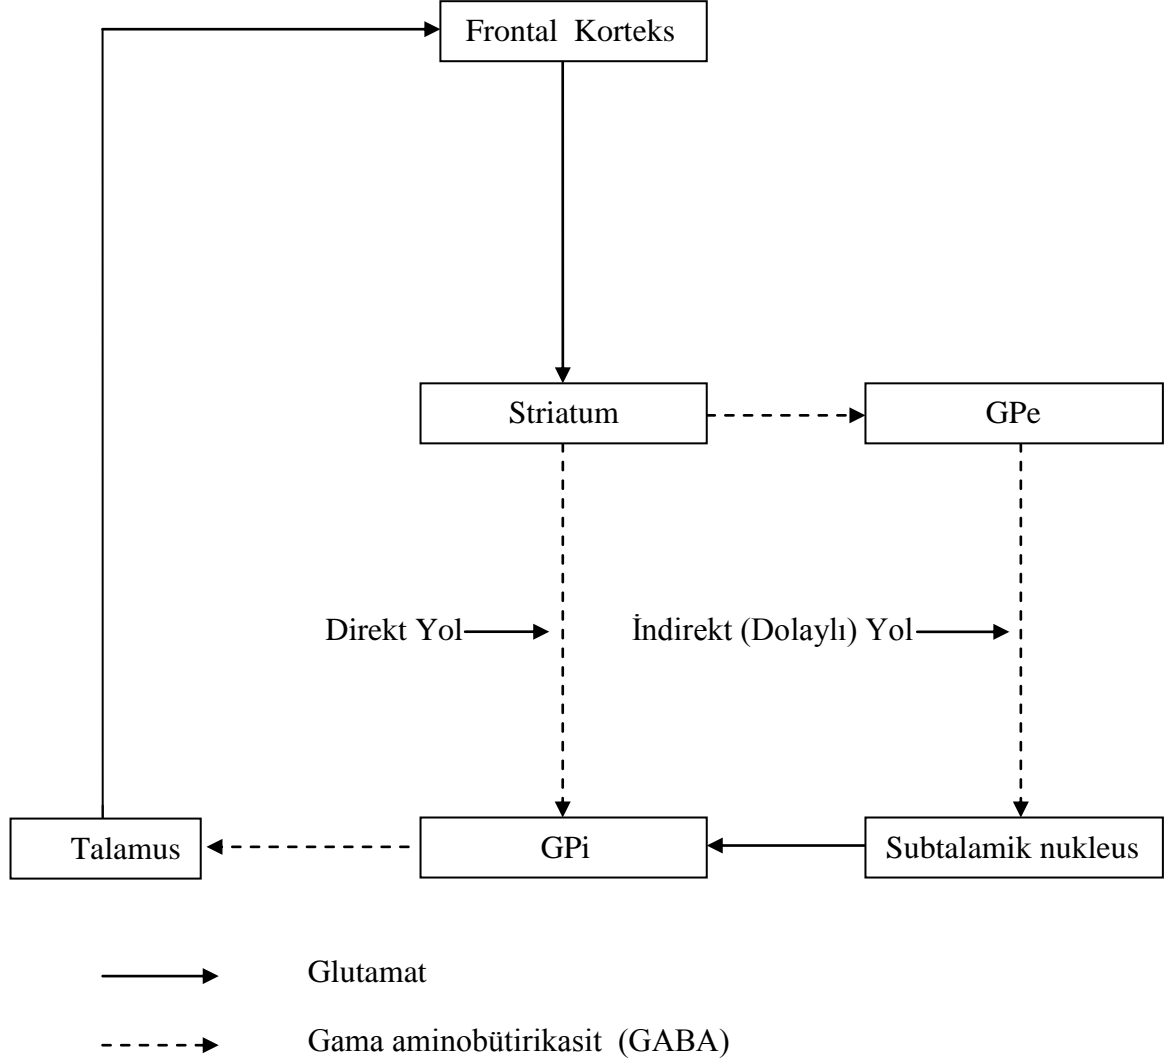 Frontal Korteks
Striatum
GPe
Direkt Yol
İndirekt (Dolaylı) Yol
Talamus
GPi
Subtalamik nukleus
Glutamat
Gama aminobütirikasit (GABA)